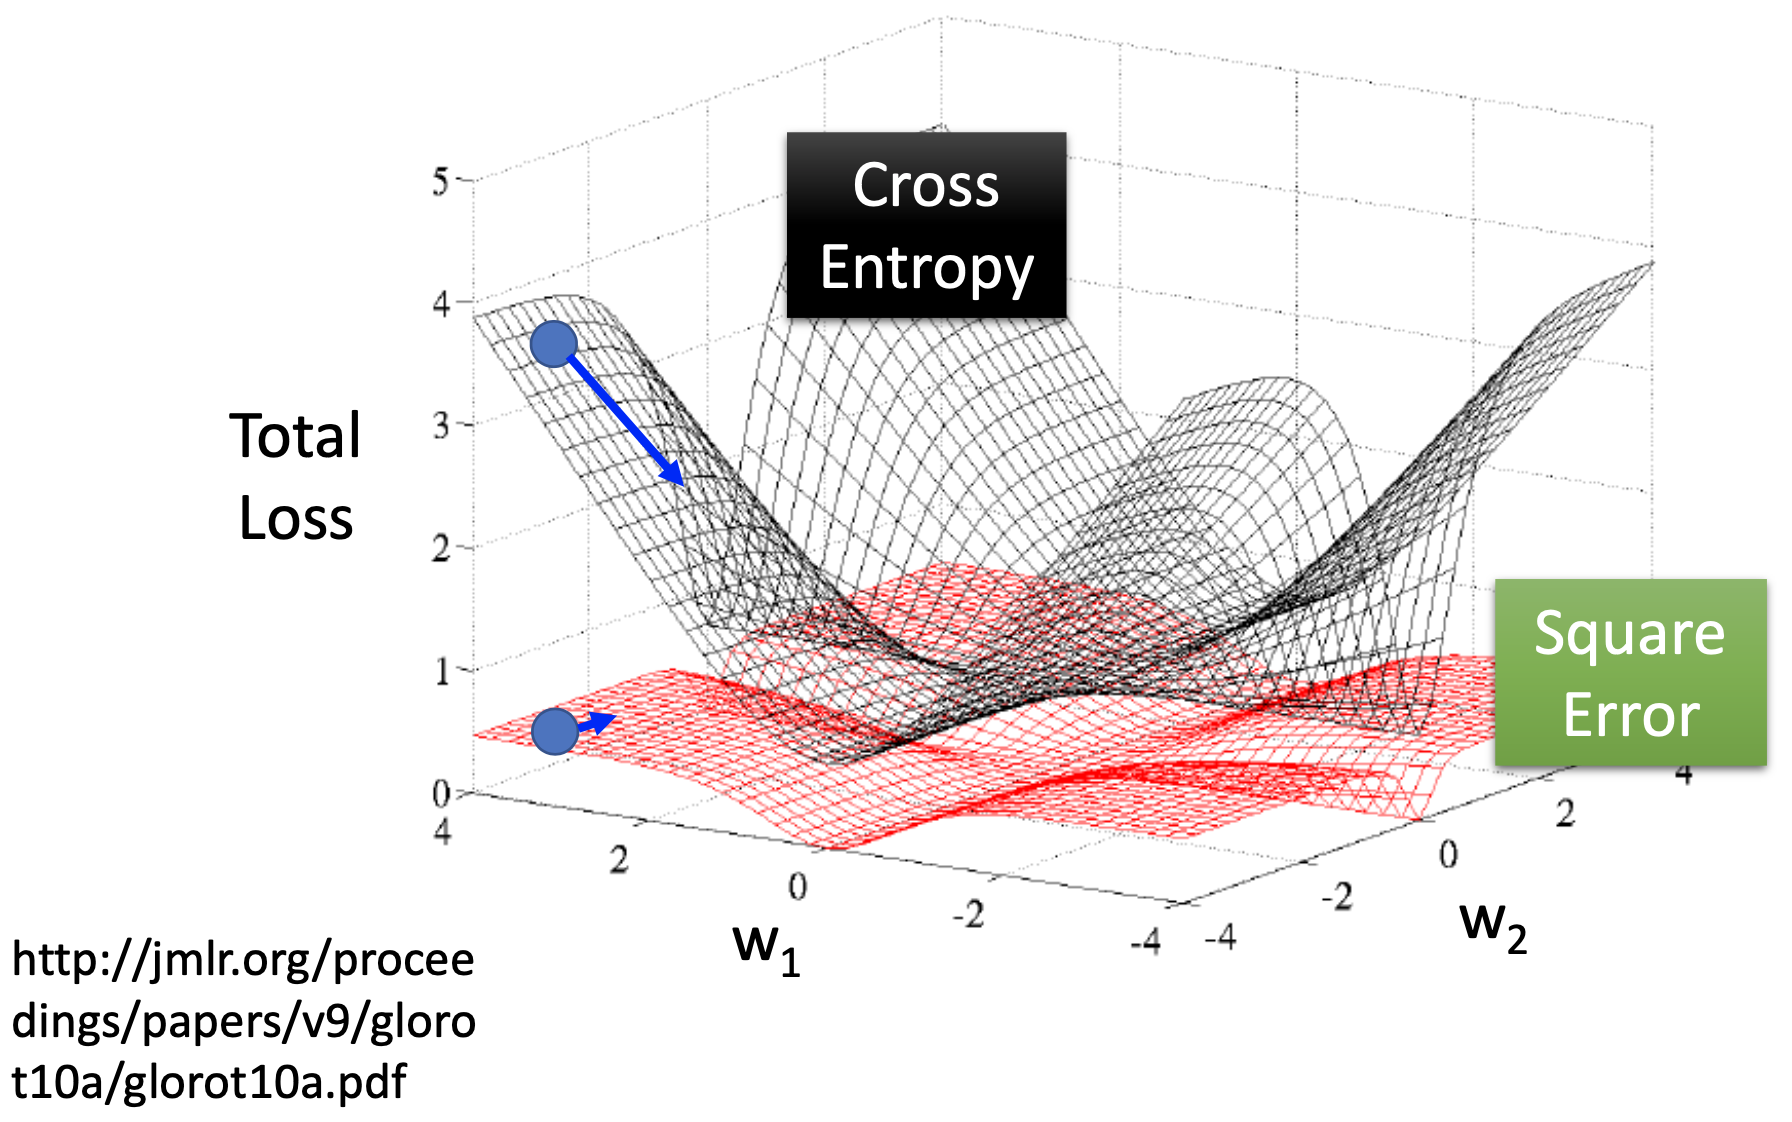 Cross
Entropy
5
4
3
2
1
0
Total
Loss
Square
Error
4
2
0
-2
-4
-4
-2
0
2
4
w1
w2
http://jmlr.org/procee
dings/papers/v9/gloro
t10a/glorot10a.pdf